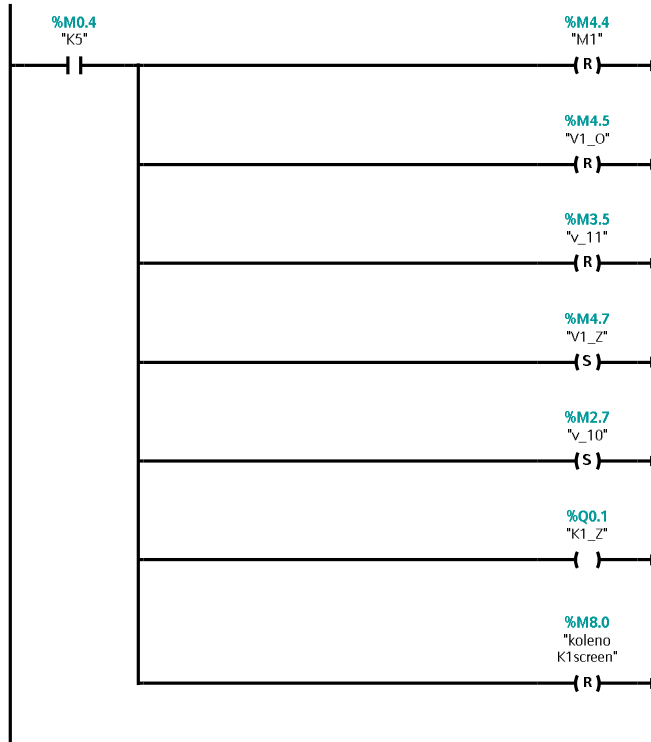 %M0.4
"K5"
%M4.4
"M1"
R
%M4.5
"V1_O"
R
%M3.5
"v_11"
R
%M4.7
"V1_Z"
S
%M2.7
"v_10"
S
%Q0.1
"K1_Z"
%M8.0
"koleno
K1screen"
R